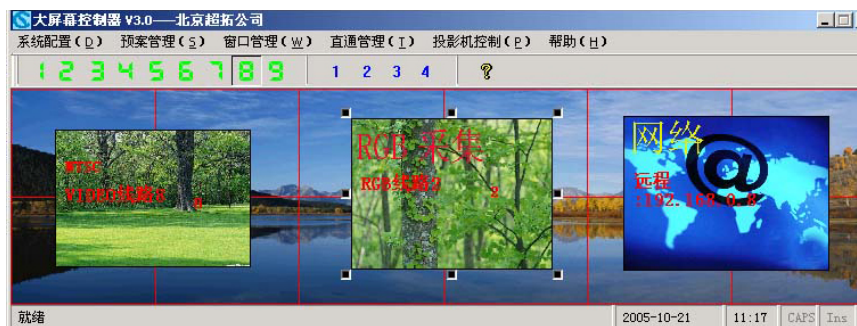 大屏幕控制器 V3.0——北京超拓公司
系统配置(D) 预案管理(S) 窗口管理(W) 直通管理(T) 投影机控制(P) 帮助(H)
1 2 3 4 5 6 7 8 9 1 2 3 4 ?
NTSC
VIDEO线路8 8
RGB 采集
RGB线路2 2
网络
远程
:192.168.0.8
就绪 2005-10-21 11:17 CAPS Ins